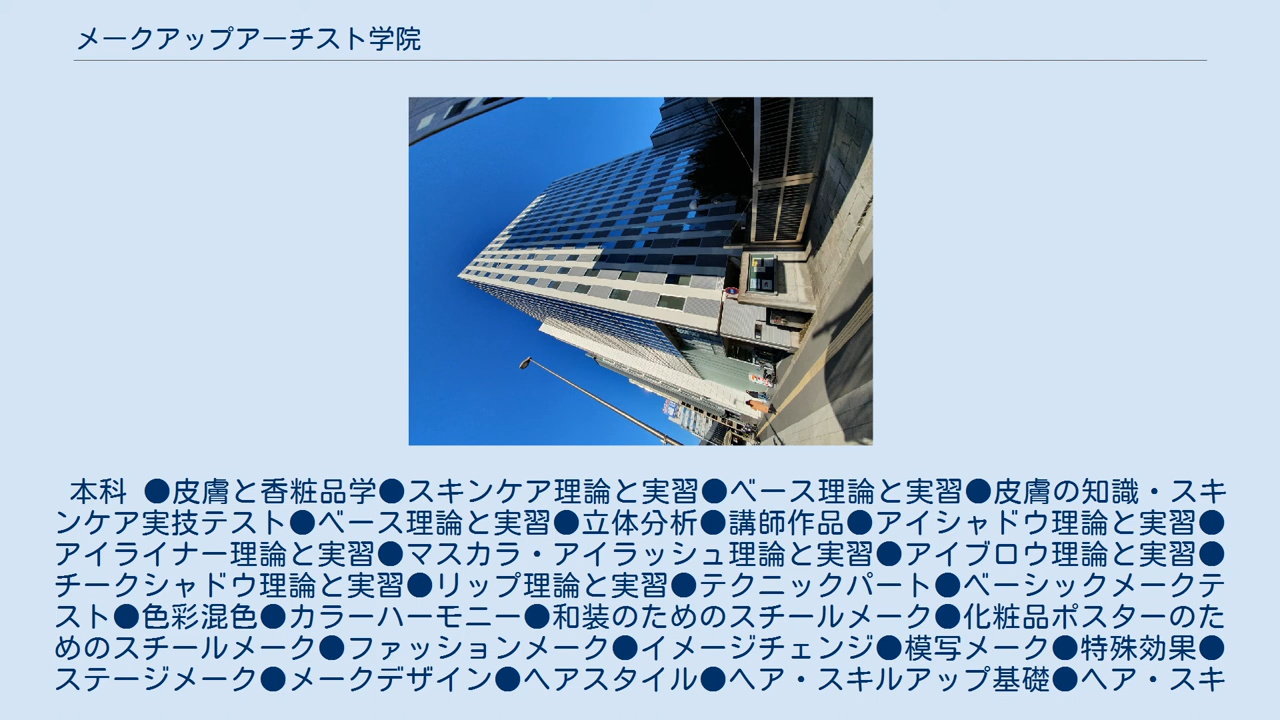 メークアップアーチスト学院
本科 ●皮膚と香粧品学●スキンケア理論と実習●ベース理論と実習●皮膚の知識・スキ
ンケア実技テスト●ベース理論と実習●立体分析●講師作品●アイシャドウ理論と実習●
アイライナー理論と実習●マスカラ・アイラッシュ理論と実習●アイブロウ理論と実習●
チークシャドウ理論と実習●リップ理論と実習●テクニックパート●ベーシックメークテ
スト●色彩混色●カラーハーモニー●和装のためのスチールメーク●化粧品ポスターのた
めのスチールメーク●ファッションメーク●イメージチェンジ●模写メーク●特殊効果●
ステージメーク●メークデザイン●ヘアスタイル●ヘア・スキルアップ基礎●ヘア・スキ